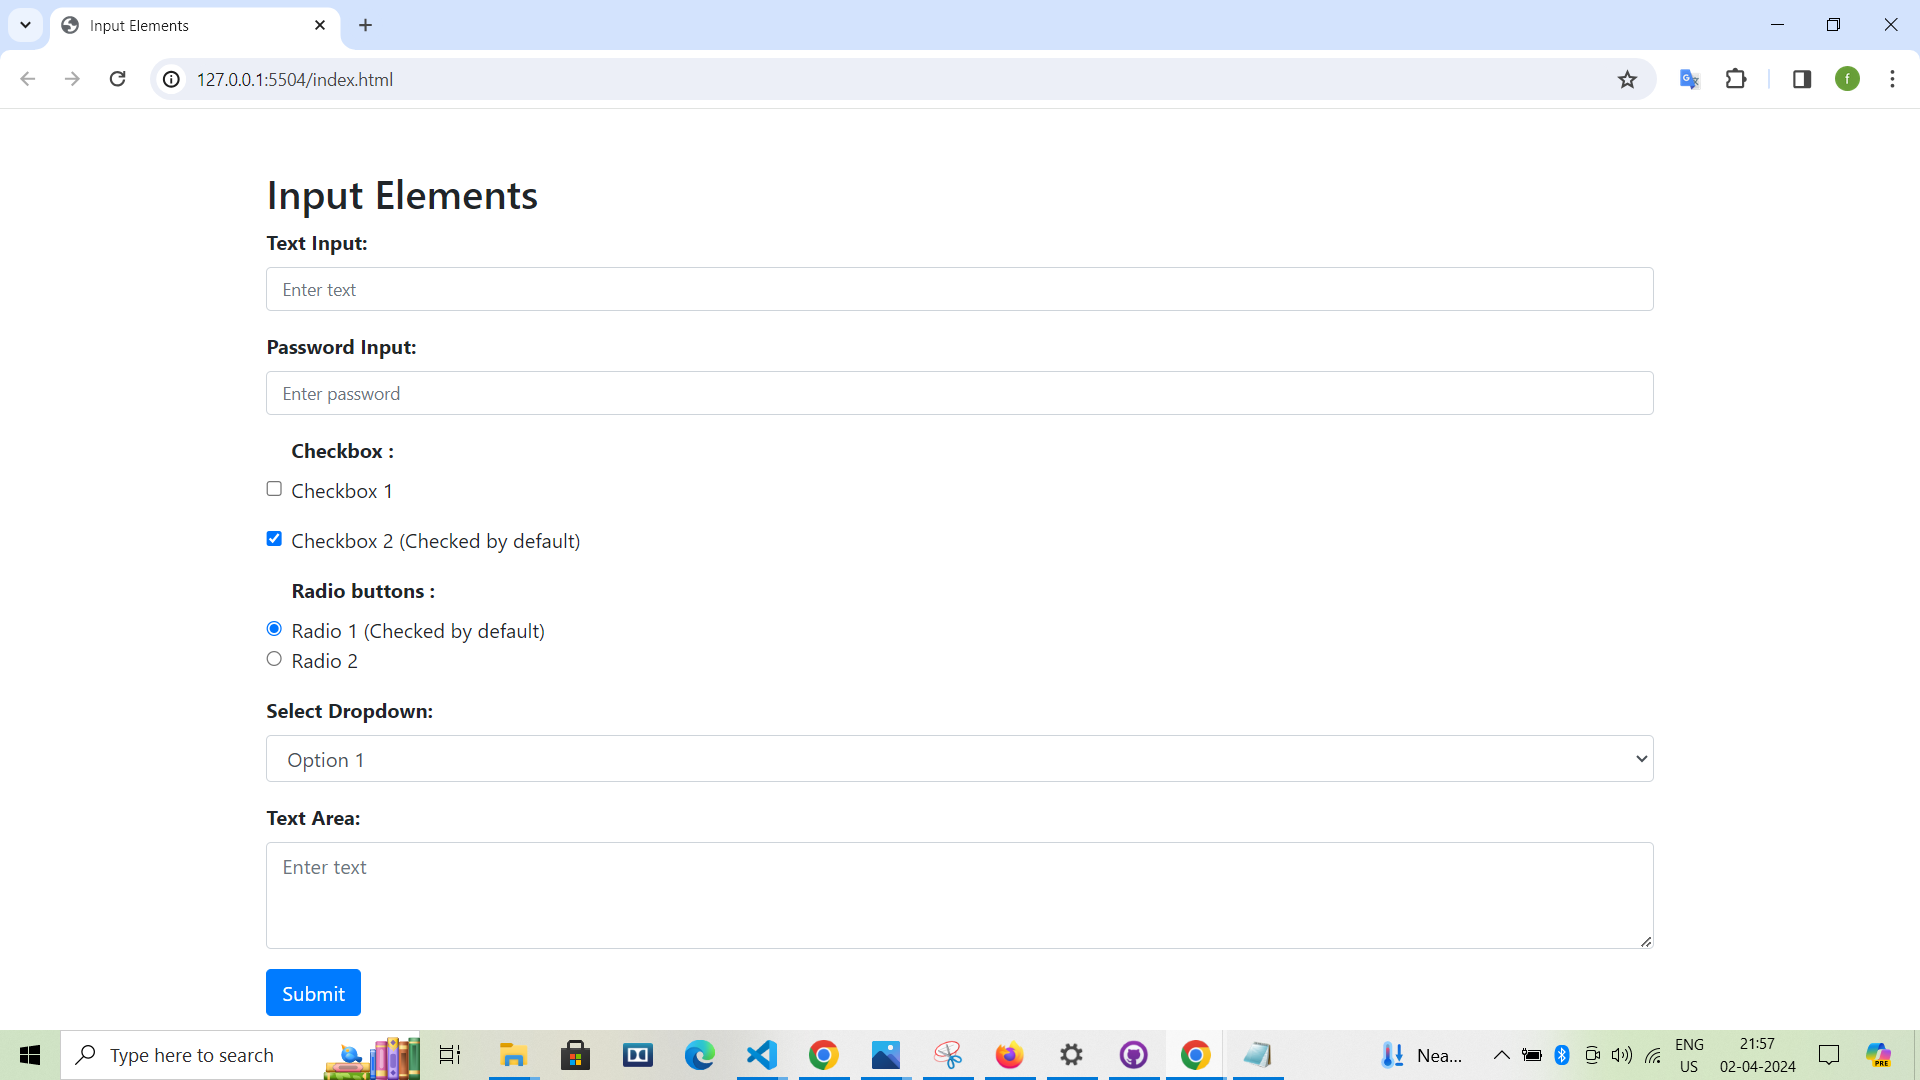 Input Elements
127.0.0.1:5504/index.html
f
Input Elements
Text Input:
Enter text
Password Input:
Enter password
Checkbox :
Checkbox 1
Checkbox 2 (Checked by default)
Radio buttons :
Radio 1 (Checked by default)
Radio 2
Select Dropdown:
Option 1
Text Area:
Enter text
Submit
Type here to search
Nea...
ENG
US
21:57
02-04-2024
PRE